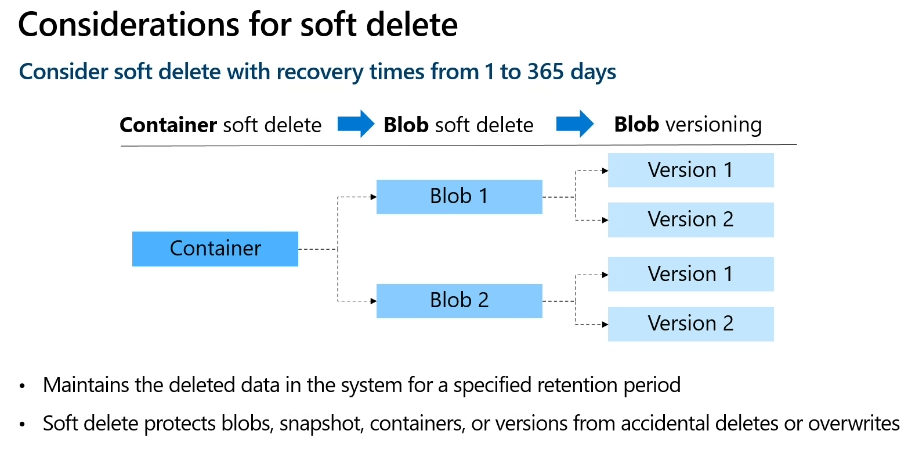 Considerations for soft delete
Consider soft delete with recovery times from 1 to 365 days
Container soft delete Blob soft delete Blob versioning
Version 1
Blob 1
Version 2
Container
Version 1
Blob 2
Version 2
• Maintains the deleted data in the system for a specified retention period
• Soft delete protects blobs, snapshot, containers, or versions from accidental deletes or overwrites